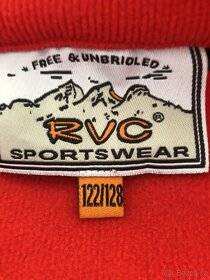 FREE & UNBRIDLED
RVC®
SPORTSWEAR
122/128